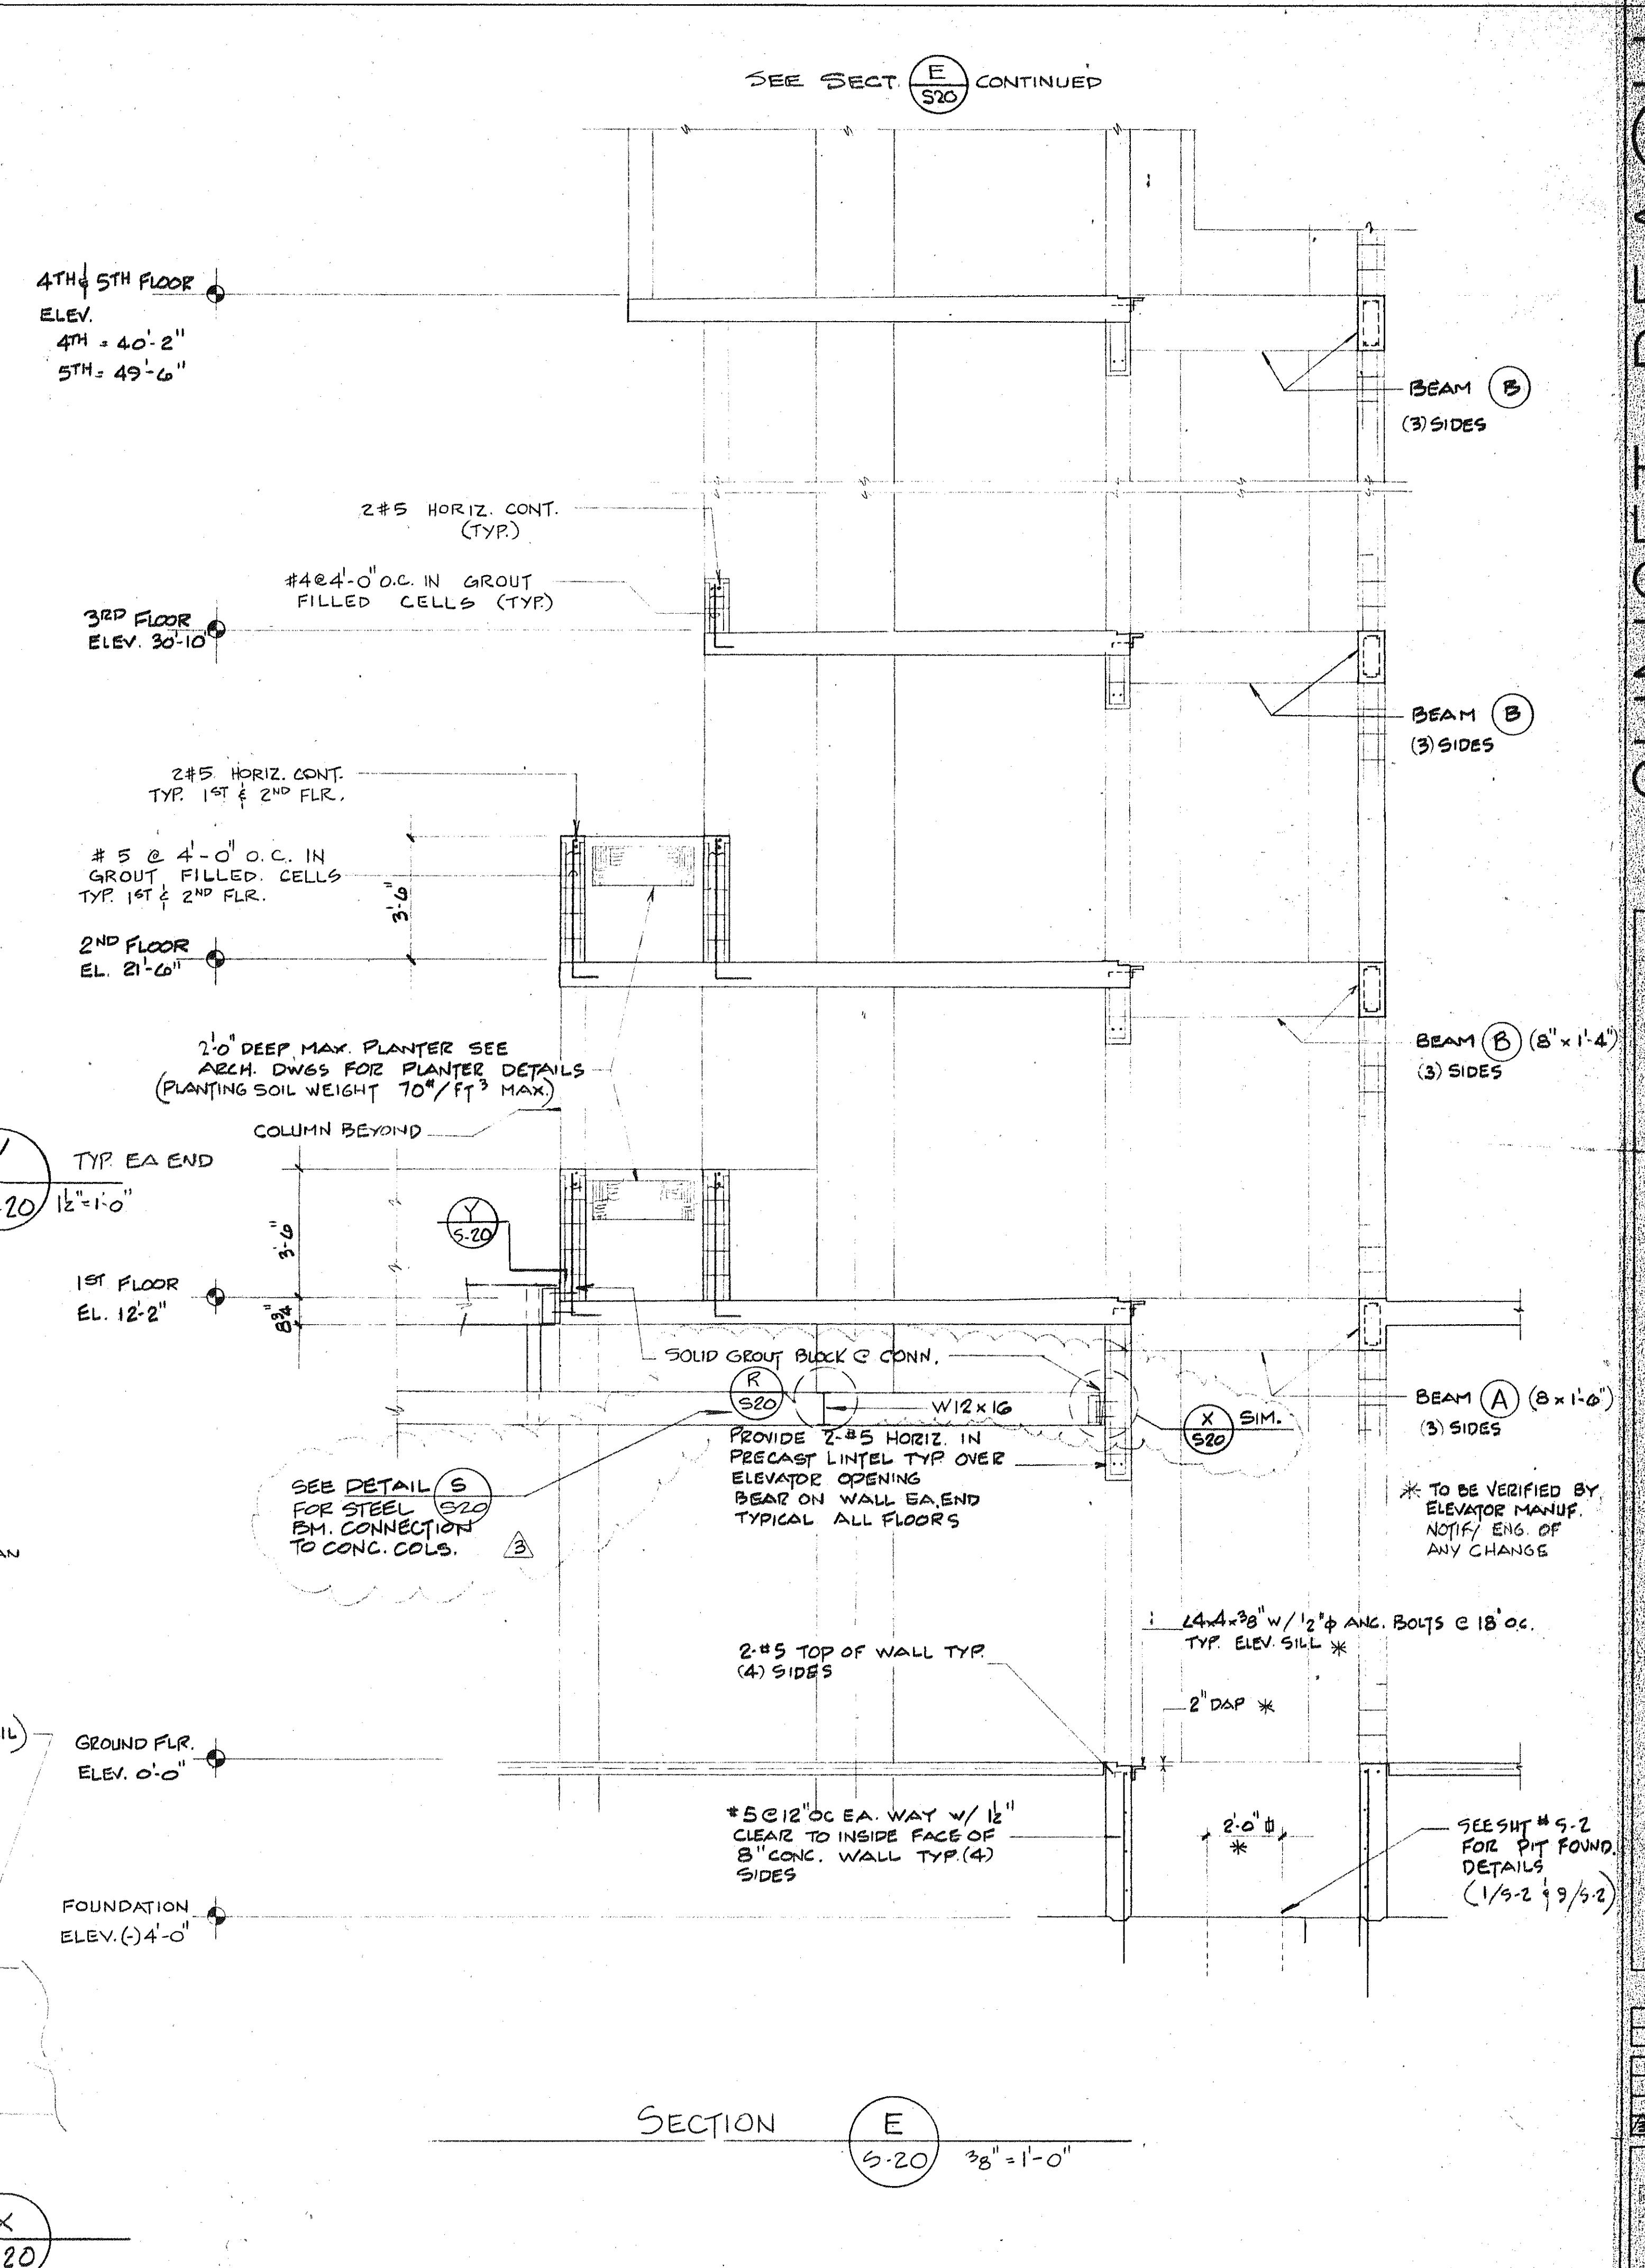 SEE SECT. E CONTINUED
S20
4TH & 5TH FLOOR
ELEV.
4TH = 40'-2"
5TH = 49'-6"
BEAM B
(3) SIDES
2#5 HORIZ. CONT.
(TYP.)
#4@4'-0" O.C. IN GROUT
FILLED CELLS (TYP.)
3RD FLOOR
ELEV. 30'-10"
BEAM B
(3) SIDES
2#5 HORIZ. CONT.
TYP. 1ST & 2ND FLR.
# 5 @ 4'-0" O.C. IN
GROUT FILLED. CELLS
TYP. 1ST & 2ND FLR.
3'-6"
2ND FLOOR
EL. 21'-6"
2'-0" DEEP MAX. PLANTER SEE
ARCH. DWGS FOR PLANTER DETAILS
(PLANTING SOIL WEIGHT 70#/FT3 MAX.)
BEAM B (8" x 1'-4")
(3) SIDES
COLUMN BEYOND
TYP. EA END
20 1½"=1'-0"
Y
S-20
3'-6"
1ST FLOOR
EL. 12'-2"
8¾"
SOLID GROUT BLOCK @ CONN.
R
S20
W12x16
X SIM.
S20
BEAM A (8 x 1'-6")
(3) SIDES
PROVIDE 2-#5 HORIZ. IN
PRECAST LINTEL TYP. OVER
ELEVATOR OPENING
BEAR ON WALL EA. END
TYPICAL ALL FLOORS
SEE DETAIL S
S20
FOR STEEL
BM. CONNECTION
TO CONC. COLS. 3
* TO BE VERIFIED BY
ELEVATOR MANUF.
NOTIFY ENG. OF
ANY CHANGE
L4x4x3/8" W/ 1/2"ϕ ANC. BOLTS @ 18" O.C.
TYP. ELEV. SILL *
2-#5 TOP OF WALL TYP.
(4) SIDES
2" DAP *
GROUND FLR.
ELEV. 0'-0"
#5@12"OC EA. WAY W/ 1½"
CLEAR TO INSIDE FACE OF
8" CONC. WALL TYP. (4)
SIDES
2'-0"
*
SEE SHT # S-2
FOR PIT FOUND.
DETAILS
(1/S-2 & 9/S-2)
FOUNDATION
ELEV. (-) 4'-0"
SECTION E
S-20 3/8" = 1'-0"
X
20